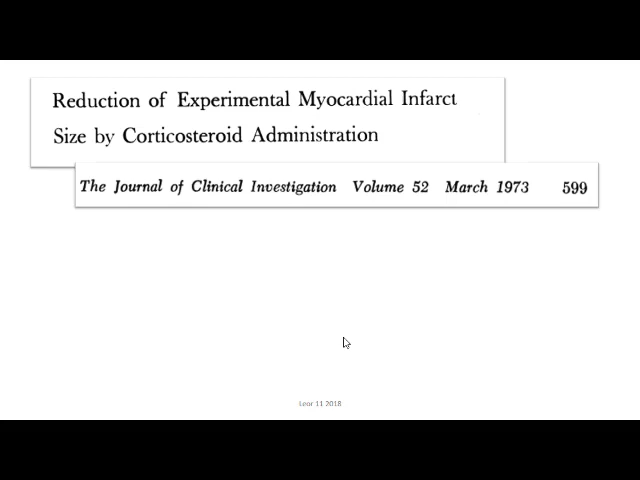 Reduction of Experimental Myocardial Infarct
Size by Corticosteroid Administration
The Journal of Clinical Investigation Volume 52 March 1973 599
Leor 11 2018